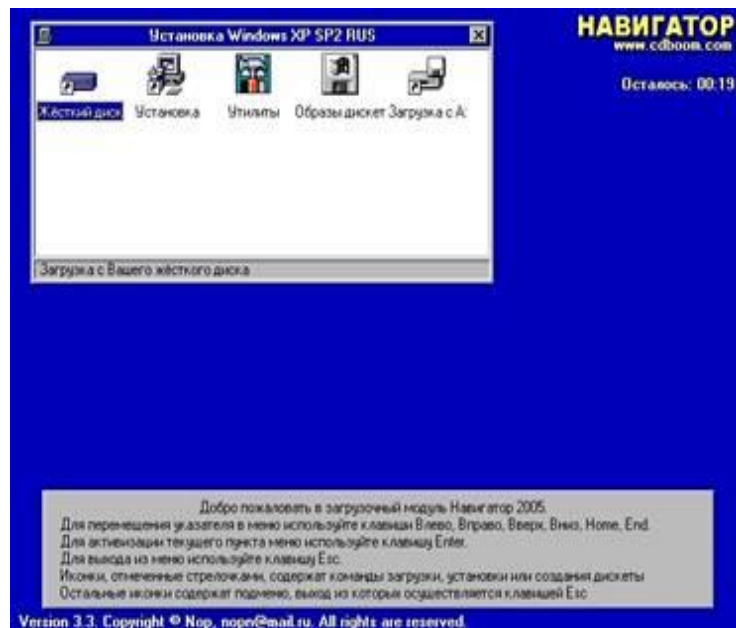 Установка Windows XP SP2 RUS
НАВИГАТОР
www.cdboom.com
Осталось: 00:19
Жёсткий диск Установка Утилиты Образы дискет Загрузка с A:
Загрузка с Вашего жёсткого диска
Добро пожаловать в загрузочный модуль Навигатор 2005.
Для перемещения указателя в меню используйте клавиши Влево, Вправо, Вверх, Вниз, Home, End.
Для активизации текущего пункта меню используйте клавишу Enter.
Для выхода из меню используйте клавишу Esc.
Иконки, отмеченные стрелочками, содержат команды загрузки, установки или создания дискеты
Остальные иконки содержат подменю, выход из которых осуществляется клавишей Esc
Version 3.3. Copyright © Nop, nopn@mail.ru. All rights are reserved.